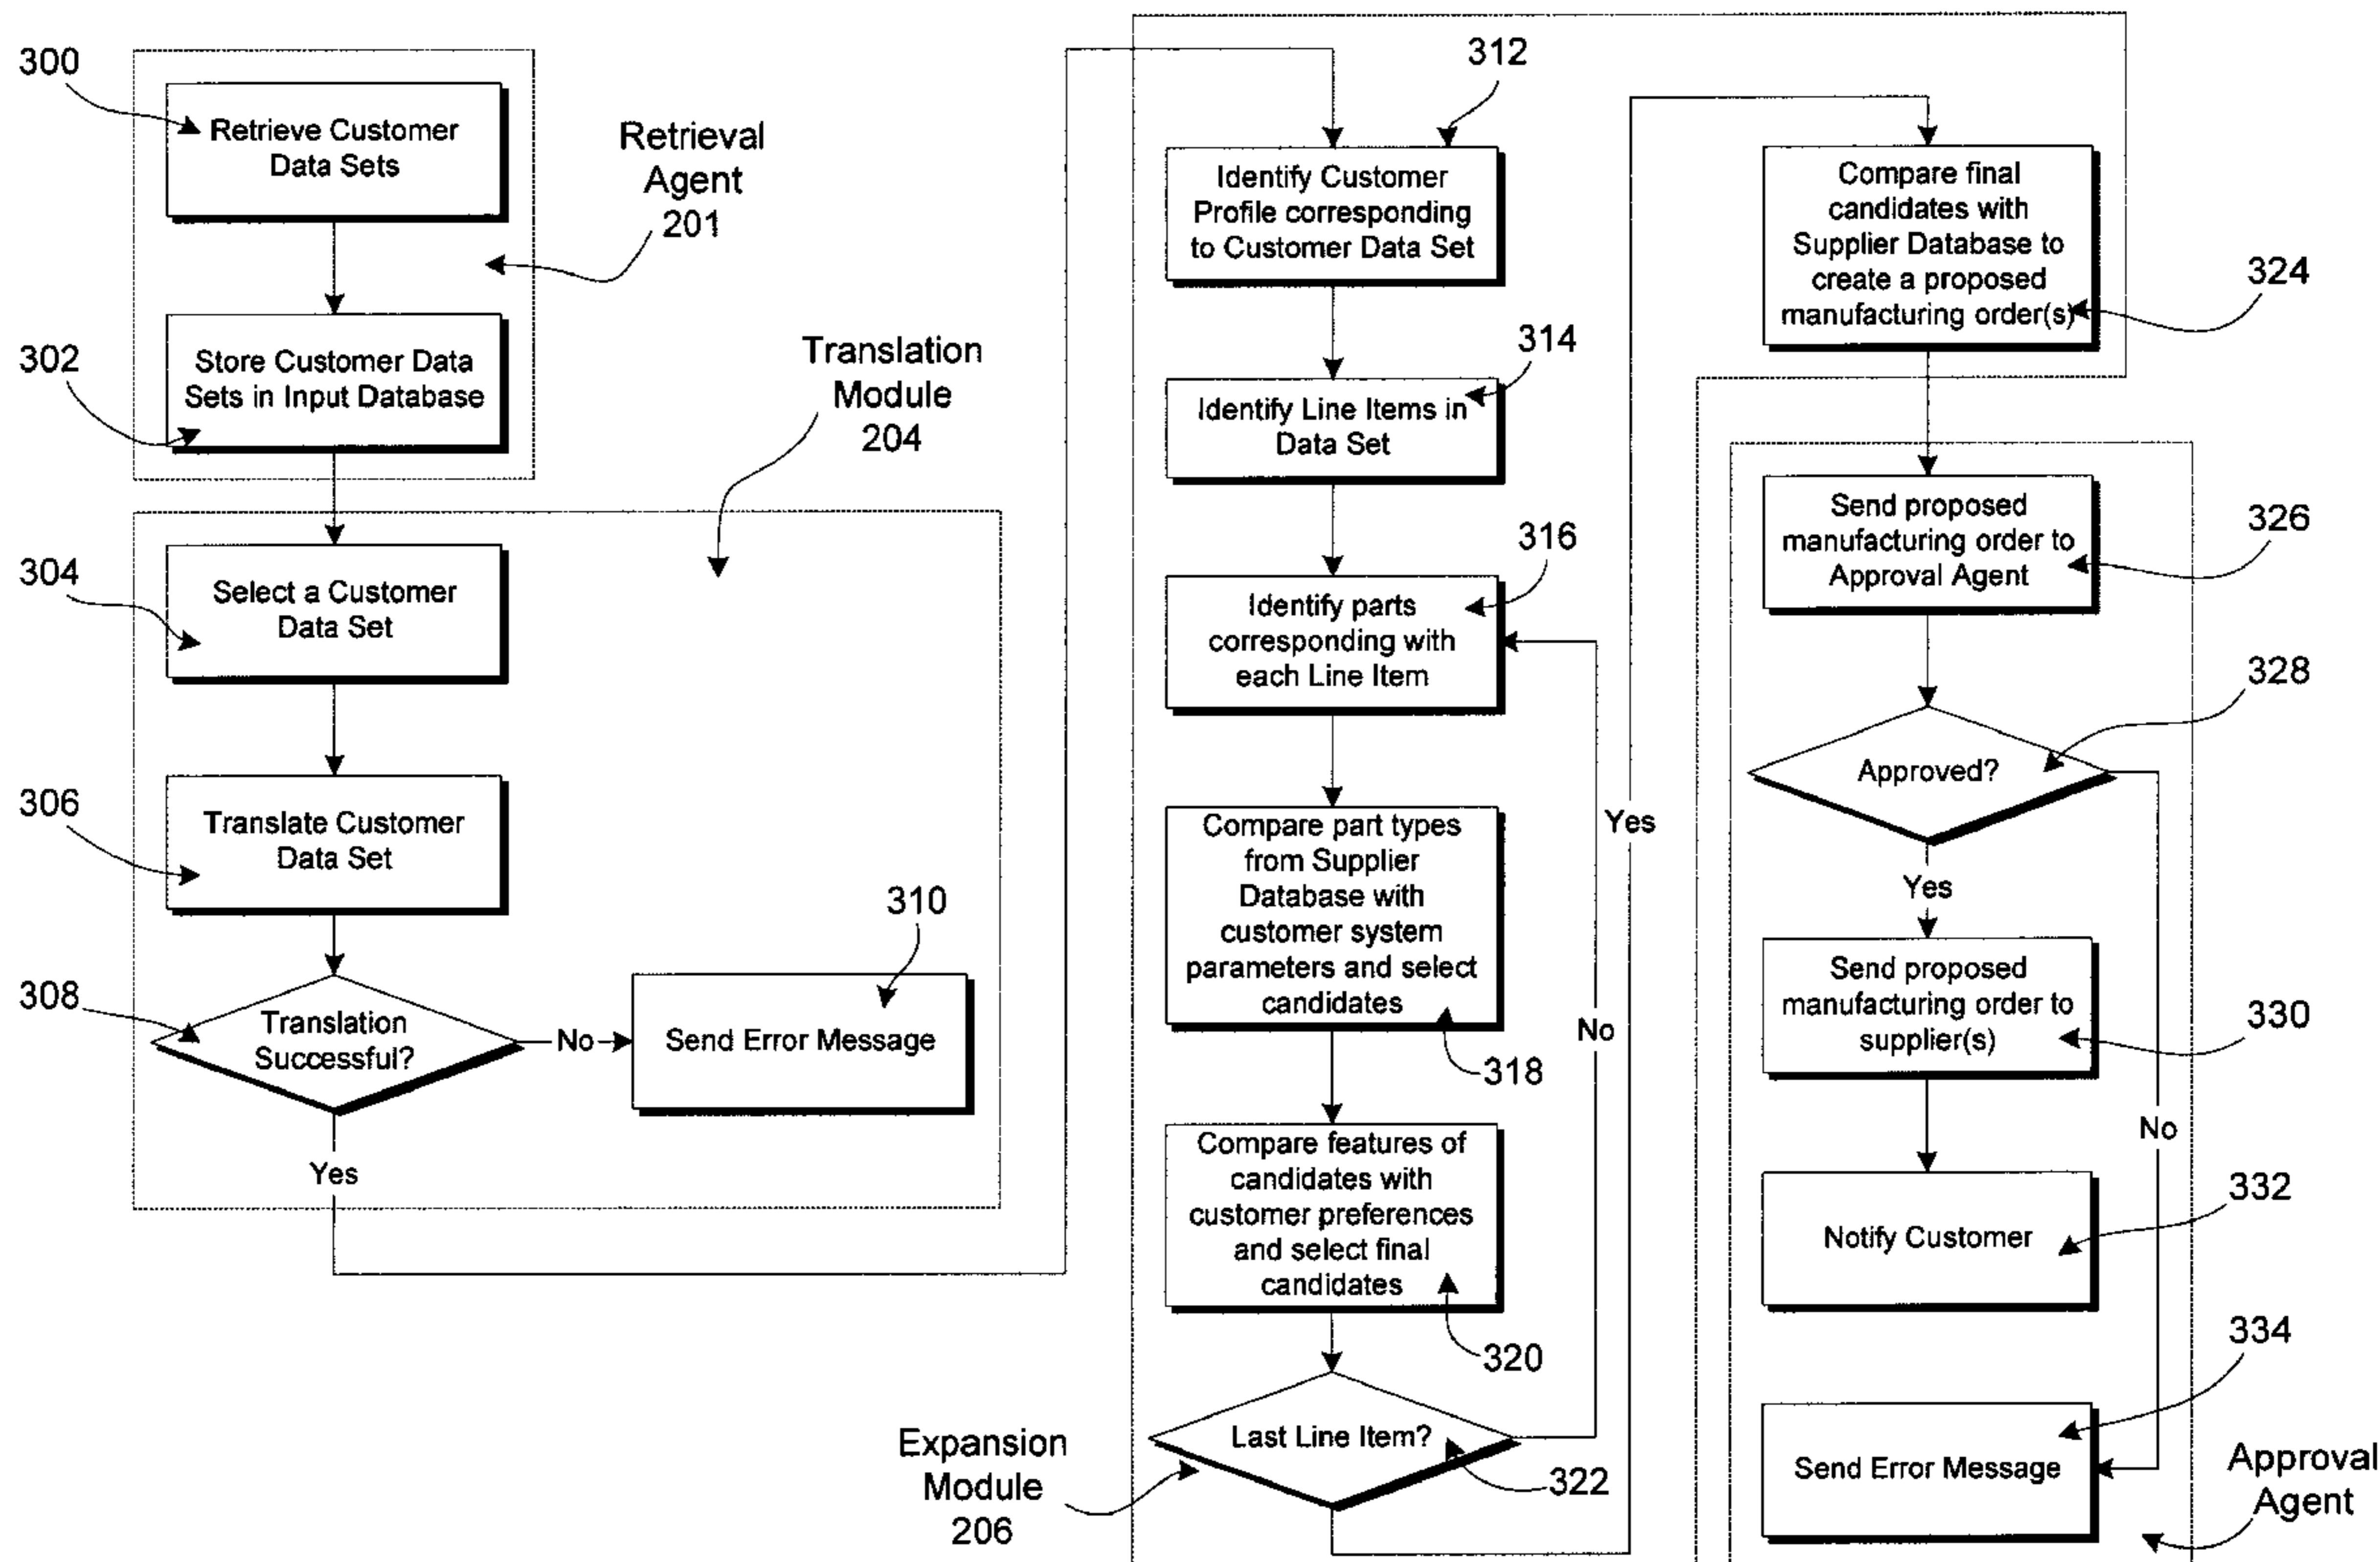 300
Retrieve Customer
Data Sets
Retrieval
Agent
201
302
Store Customer Data
Sets in Input Database
Translation
Module
204
304
Select a Customer
Data Set
306
Translate Customer
Data Set
308
Translation
Successful?
No
310
Send Error Message
Yes
312
Identify Customer
Profile corresponding
to Customer Data Set
314
Identify Line Items in
Data Set
316
Identify parts
corresponding with
each Line Item
Compare part types
from Supplier
Database with
customer system
parameters and select
candidates
318
Compare features of
candidates with
customer preferences
and select final
candidates
320
Last Line Item?
322
No
Yes
Expansion
Module
206
Compare final
candidates with
Supplier Database to
create a proposed
manufacturing order(s)
324
Send proposed
manufacturing order to
Approval Agent
326
Approved?
328
Yes
No
Send proposed
manufacturing order to
supplier(s)
330
Notify Customer
332
Send Error Message
334
Approval
Agent